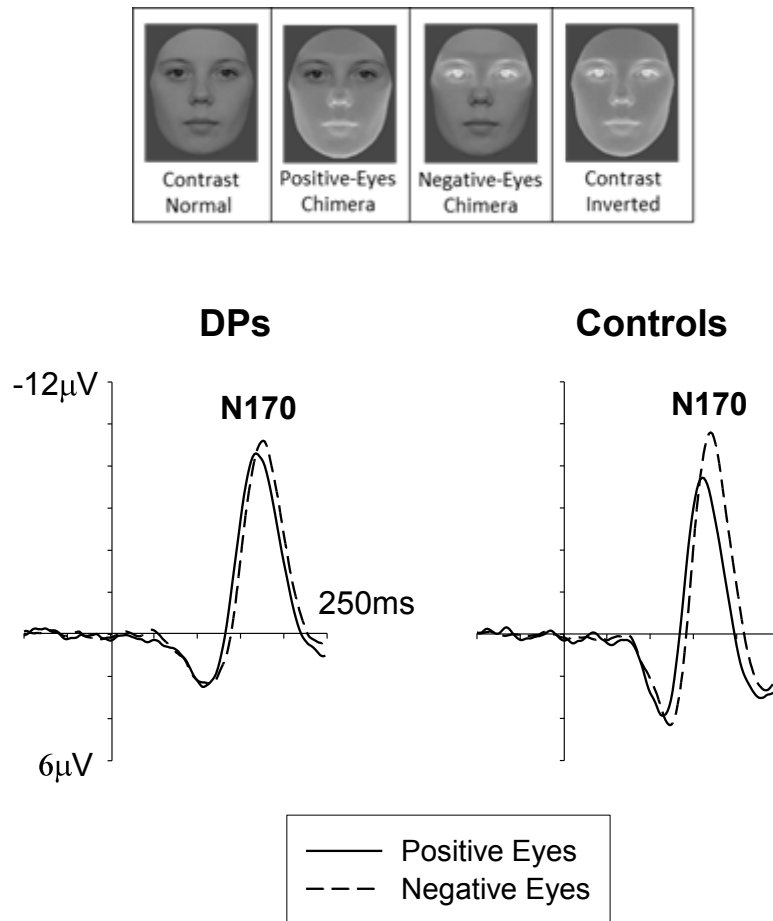 Contrast
Normal
Positive-Eyes
Chimera
Negative-Eyes
Chimera
Contrast
Inverted
DPs
Controls
-12μV
N170
N170
250ms
6μV
Positive Eyes
Negative Eyes